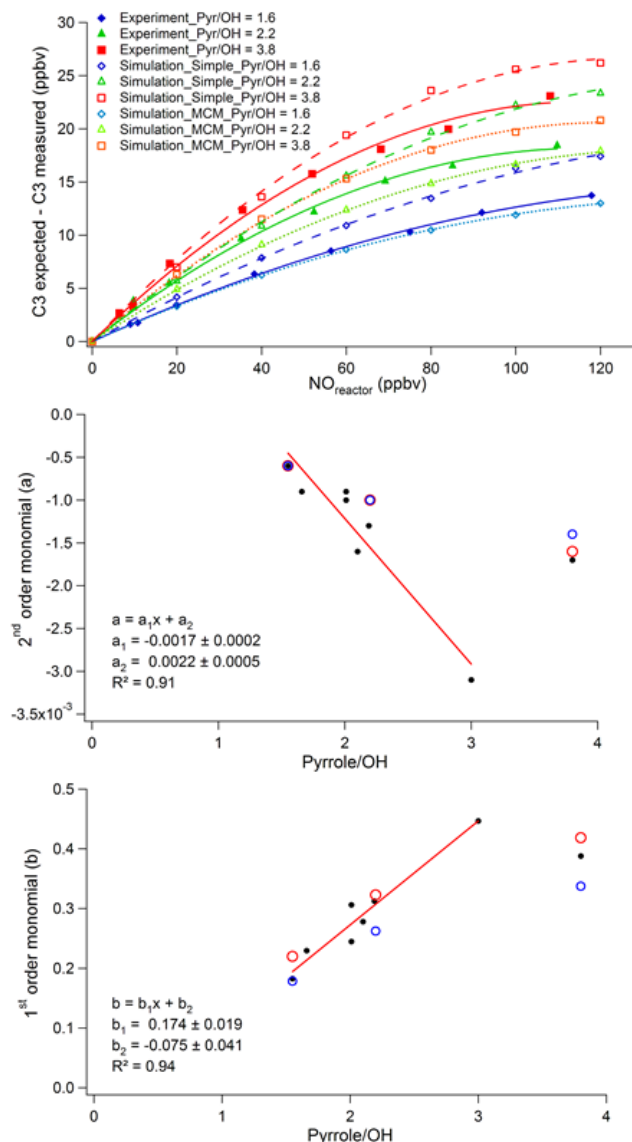 Experiment_Pyr/OH = 1.6
Experiment_Pyr/OH = 2.2
Experiment_Pyr/OH = 3.8
Simulation_Simple_Pyr/OH = 1.6
Simulation_Simple_Pyr/OH = 2.2
Simulation_Simple_Pyr/OH = 3.8
Simulation_MCM_Pyr/OH = 1.6
Simulation_MCM_Pyr/OH = 2.2
Simulation_MCM_Pyr/OH = 3.8
C3 expected - C3 measured (ppbv)
30
25
20
15
10
5
0
0 20 40 60 80 100 120
NOreactor (ppbv)
2nd order monomial (a)
0.0
-0.5
-1.0
-1.5
-2.0
-2.5
-3.0
-3.5x10-3
a = a1x + a2
a1 = -0.0017 ± 0.0002
a2 = 0.0022 ± 0.0005
R² = 0.91
0 1 2 3 4
Pyrrole/OH
1st order monomial (b)
0.5
0.4
0.3
0.2
0.1
0.0
b = b1x + b2
b1 = 0.174 ± 0.019
b2 = -0.075 ± 0.041
R² = 0.94
0 1 2 3 4
Pyrrole/OH